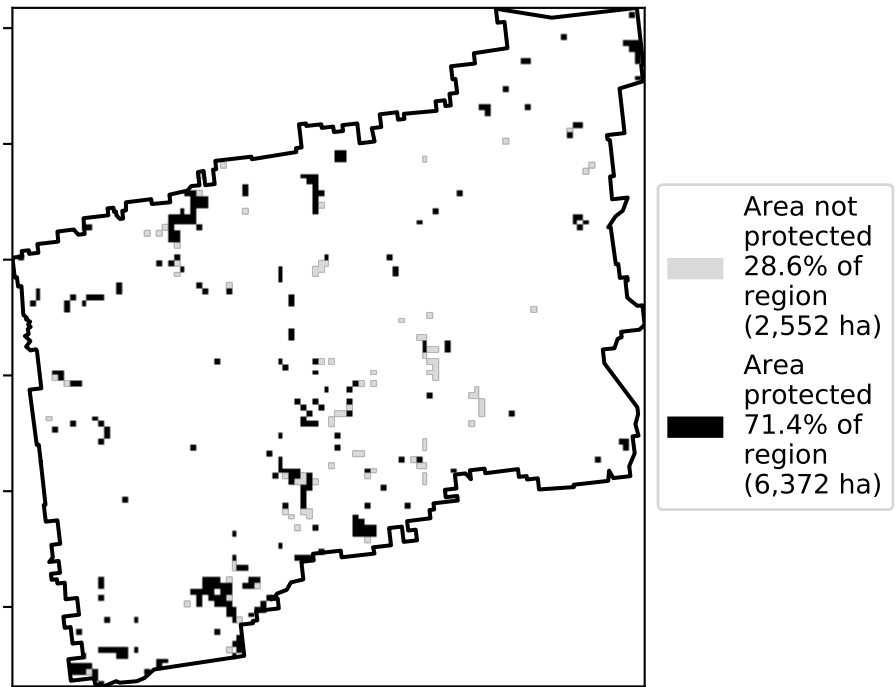 Area not
protected
28.6% of
region
(2,552 ha)
Area
protected
71.4% of
region
(6,372 ha)